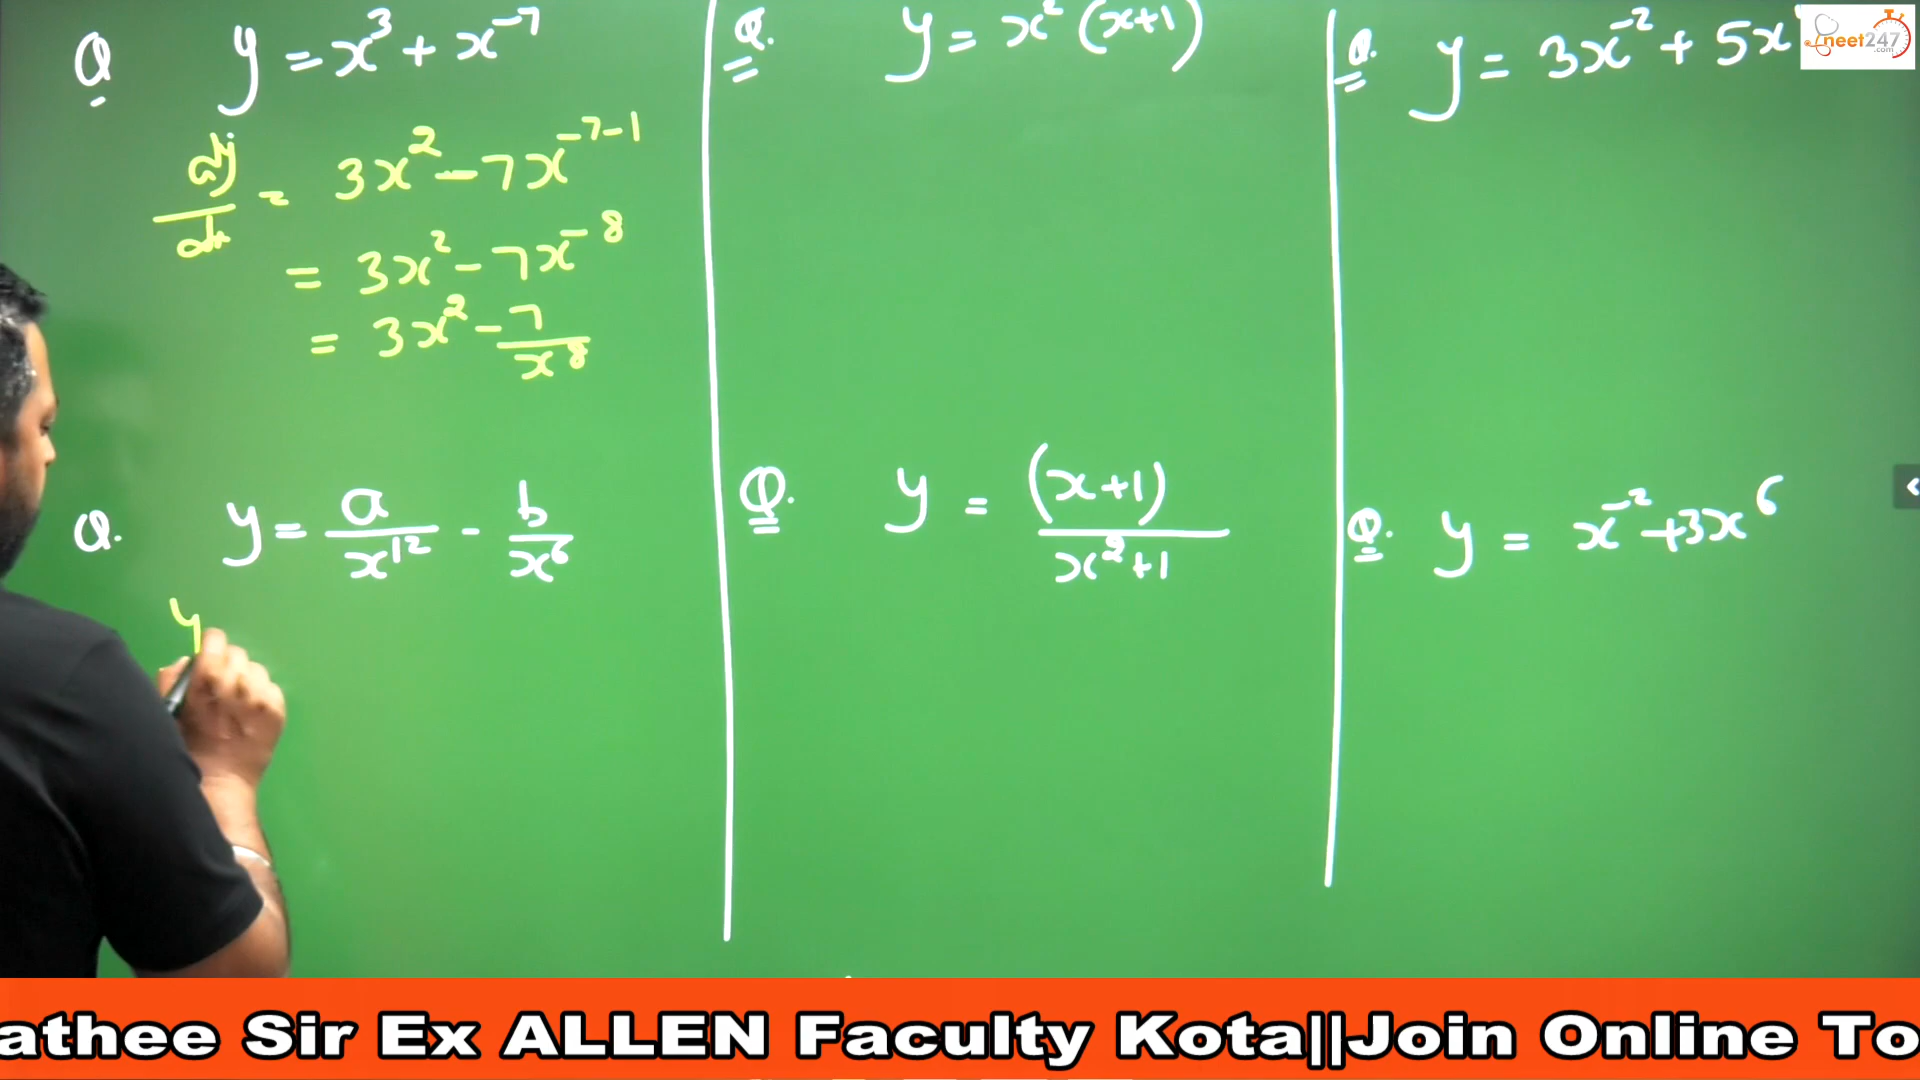 Q y = x³ + x⁻⁷
dy/dx = 3x² - 7x⁻⁷⁻¹
= 3x² - 7x⁻⁸
= 3x² - 7/x⁸
Q. y = a/x¹² - b/x⁶
y
Q. y = x² (x+1)
Q. y = (x+1)/x²+1
Q. y = 3x⁻² + 5x
Q. y = x⁻² + 3x⁶
neet247
.com
athee Sir Ex ALLEN Faculty Kota||Join Online To